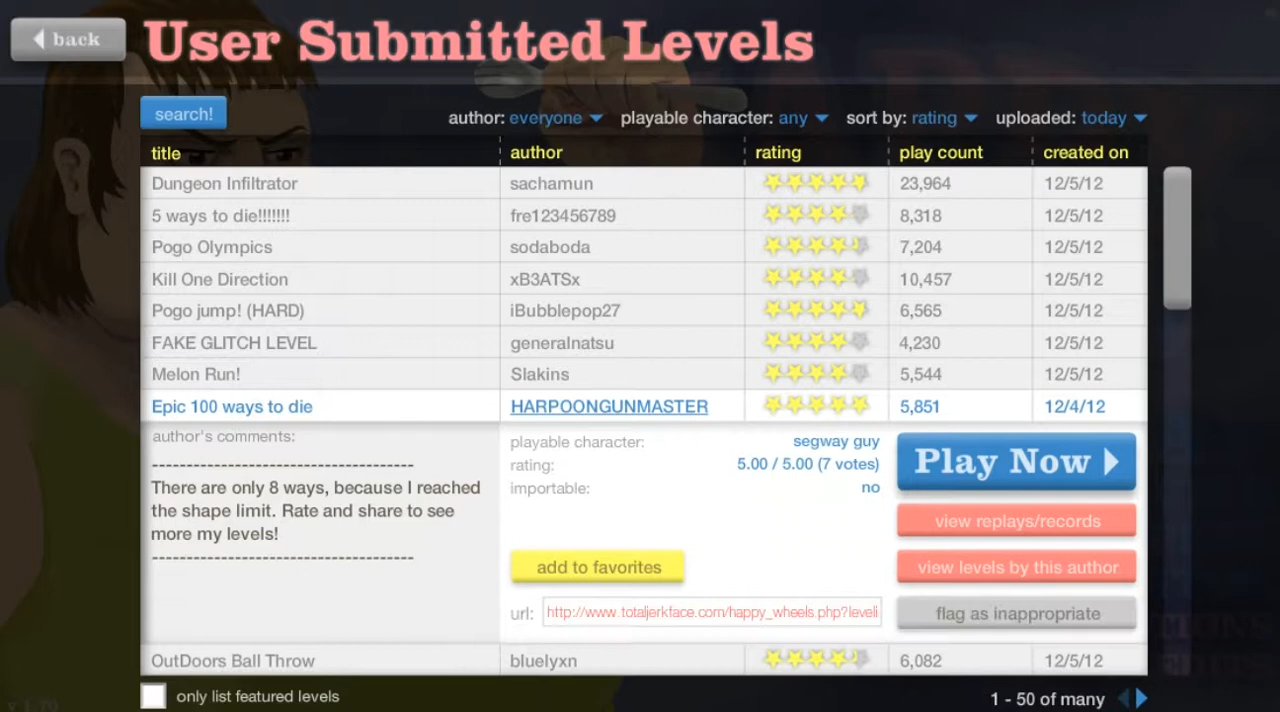 back
User Submitted Levels
search!
author: everyone playable character: any sort by: rating uploaded: today
title author rating play count created on
Dungeon Infiltrator sachamun 23,964 12/5/12
5 ways to die!!!!!!! fre123456789 8,318 12/5/12
Pogo Olympics sodaboda 7,204 12/5/12
Kill One Direction xB3ATSx 10,457 12/5/12
Pogo jump! (HARD) iBubblepop27 6,565 12/5/12
FAKE GLITCH LEVEL generalnatsu 4,230 12/5/12
Melon Run! Slakins 5,544 12/5/12
Epic 100 ways to die HARPOONGUNMASTER 5,851 12/4/12
author's comments:
---------------------------------------
There are only 8 ways, because I reached
the shape limit. Rate and share to see
more my levels!
---------------------------------------
playable character: segway guy
rating: 5.00 / 5.00 (7 votes)
importable: no
add to favorites
url: http://www.totaljerkface.com/happy_wheels.php?leveli
Play Now
view replays/records
view levels by this author
flag as inappropriate
OutDoors Ball Throw bluelyxn 6,082 12/5/12
only list featured levels
1 - 50 of many
v 1.70